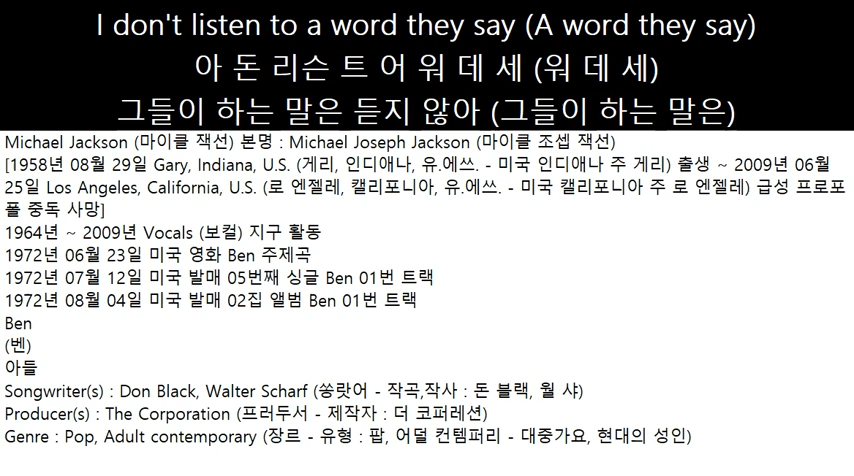 I don't listen to a word they say (A word they say)
아 돈 리슨 트 어 워 데 세 (워 데 세)
그들이 하는 말은 듣지 않아 (그들이 하는 말은)
Michael Jackson (마이클 잭선) 본명 : Michael Joseph Jackson (마이클 조셉 잭선)
[1958년 08월 29일 Gary, Indiana, U.S. (게리, 인디애나, 유.에쓰. - 미국 인디애나 주 게리) 출생 ~ 2009년 06월
25일 Los Angeles, California, U.S. (로 엔젤레, 캘리포니아, 유.에쓰. - 미국 캘리포니아 주 로 엔젤레) 급성 프로포
폴 중독 사망]
1964년 ~ 2009년 Vocals (보컬) 지구 활동
1972년 06월 23일 미국 영화 Ben 주제곡
1972년 07월 12일 미국 발매 05번째 싱글 Ben 01번 트랙
1972년 08월 04일 미국 발매 02집 앨범 Ben 01번 트랙
Ben
(벤)
아들
Songwriter(s) : Don Black, Walter Scharf (쏭랏어 - 작곡,작사 : 돈 블랙, 월 샤)
Producer(s) : The Corporation (프러두서 - 제작자 : 더 코퍼레션)
Genre : Pop, Adult contemporary (장르 - 유형 : 팝, 어덜 컨템퍼리 - 대중가요, 현대의 성인)